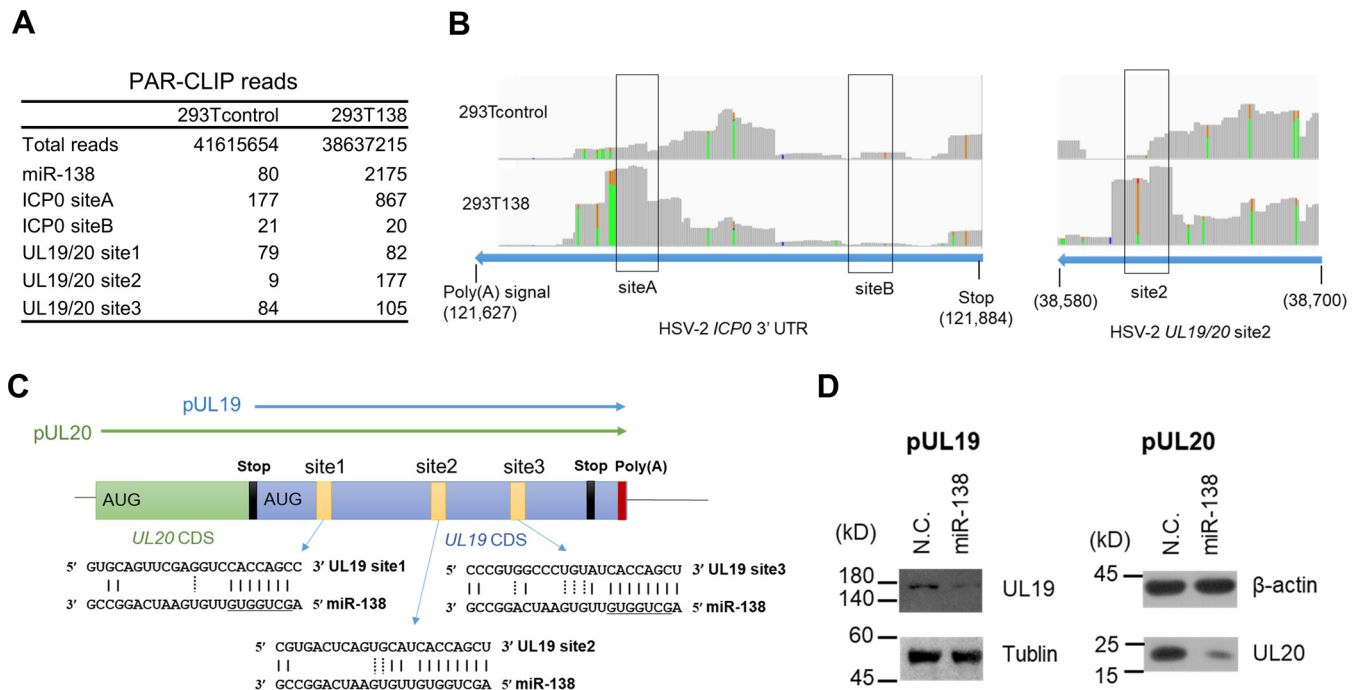 A
PAR-CLIP reads
293Tcontrol 293T138
Total reads 41615654 38637215
miR-138 80 2175
ICP0 siteA 177 867
ICP0 siteB 21 20
UL19/20 site1 79 82
UL19/20 site2 9 177
UL19/20 site3 84 105
B
293Tcontrol
293T138
siteA siteB site2
Poly(A) signal (121,627)
Stop (121,884)
HSV-2 ICP0 3' UTR
(38,580) (38,700)
HSV-2 UL19/20 site2
C
pUL19
pUL20
Stop site1 site2 site3 Stop Poly(A)
AUG AUG
UL20 CDS UL19 CDS
5' GUGCAGUUCGAGGUCCACCAGCC 3' UL19 site1
3' GCCGGACUAAGUGUUGUGGUCGA 5' miR-138
5' CCCGUGGCCCUGUAUCACCAGCU 3' UL19 site3
3' GCCGGACUAAGUGUUGUGGUCGA 5' miR-138
5' CGUGACUCAGUGCAUCACCAGCU 3' UL19 site2
3' GCCGGACUAAGUGUUGUGGUCGA 5' miR-138
D
pUL19
(kD) N.C. miR-138
180
140
UL19
60
45
Tublin
pUL20
(kD) N.C. miR-138
45
β-actin
25
15
UL20